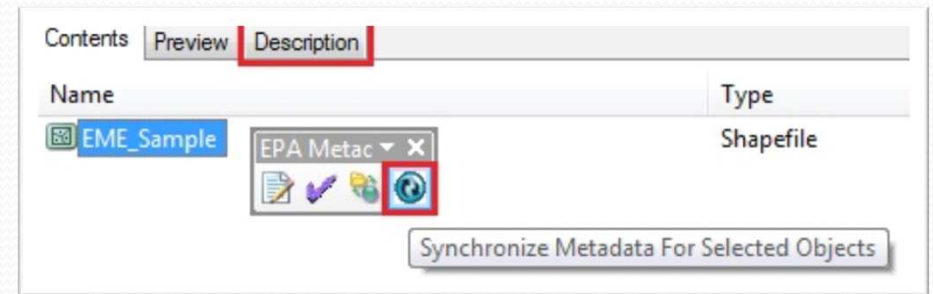 Contents Preview Description
Name Type
EME_Sample Shapefile
EPA Metac
Synchronize Metadata For Selected Objects